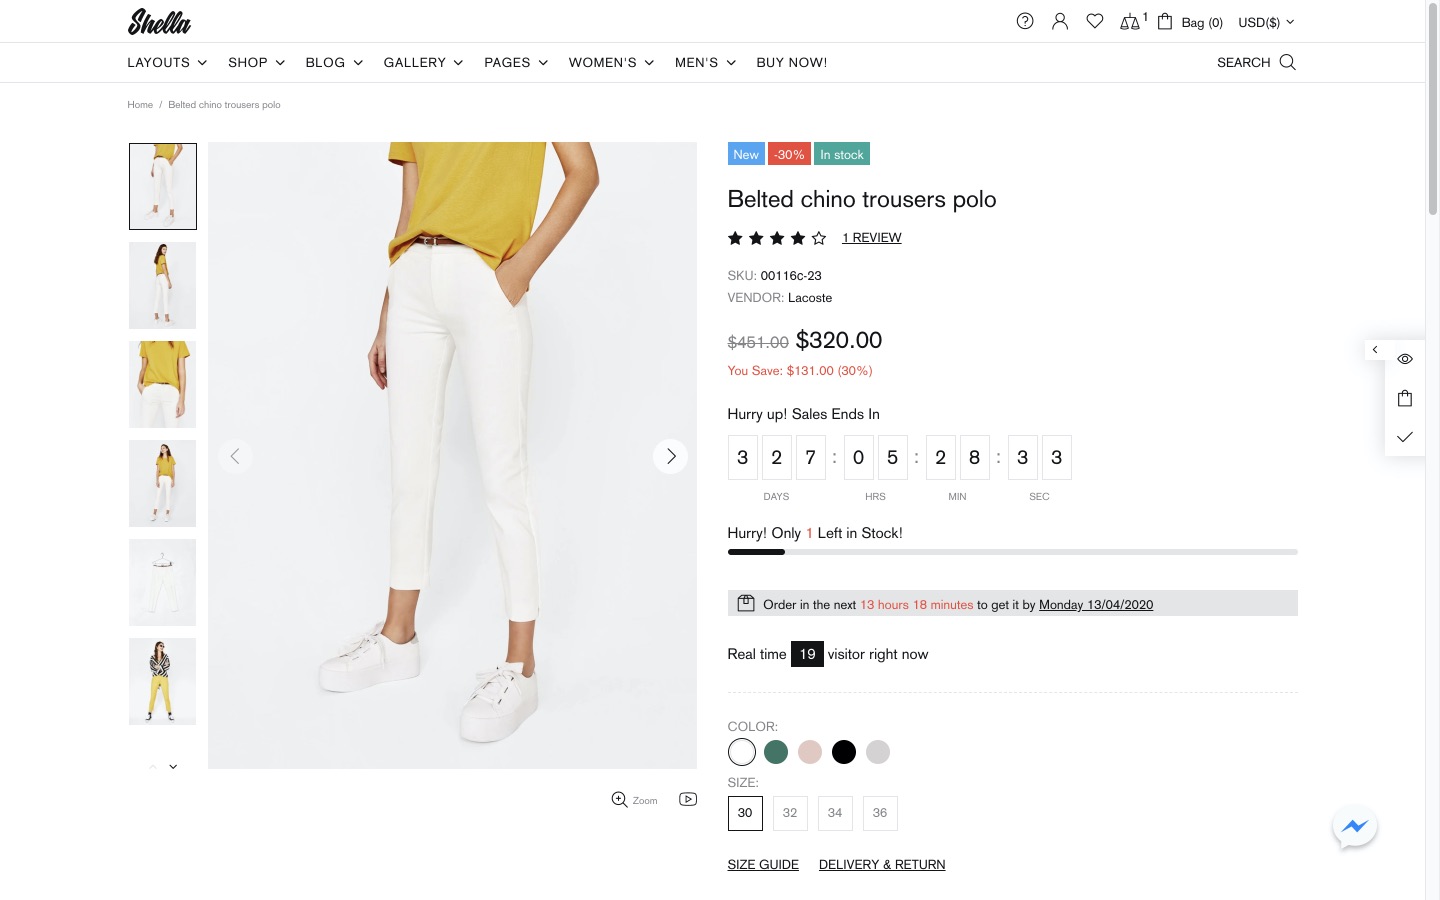 Shella
1
Bag (0)
USD($)
LAYOUTS
SHOP
BLOG
GALLERY
PAGES
WOMEN'S
MEN'S
BUY NOW!
SEARCH
Home / Belted chino trousers polo
New
-30%
In stock
Belted chino trousers polo
1 REVIEW
SKU: 00116c-23
VENDOR: Lacoste
$451.00 $320.00
You Save: $131.00 (30%)
Hurry up! Sales Ends In
3 2 7 : 0 5 : 2 8 : 3 3
DAYS HRS MIN SEC
Hurry! Only 1 Left in Stock!
Order in the next 13 hours 18 minutes to get it by Monday 13/04/2020
Real time 19 visitor right now
COLOR:
SIZE:
30 32 34 36
Zoom
SIZE GUIDE
DELIVERY & RETURN